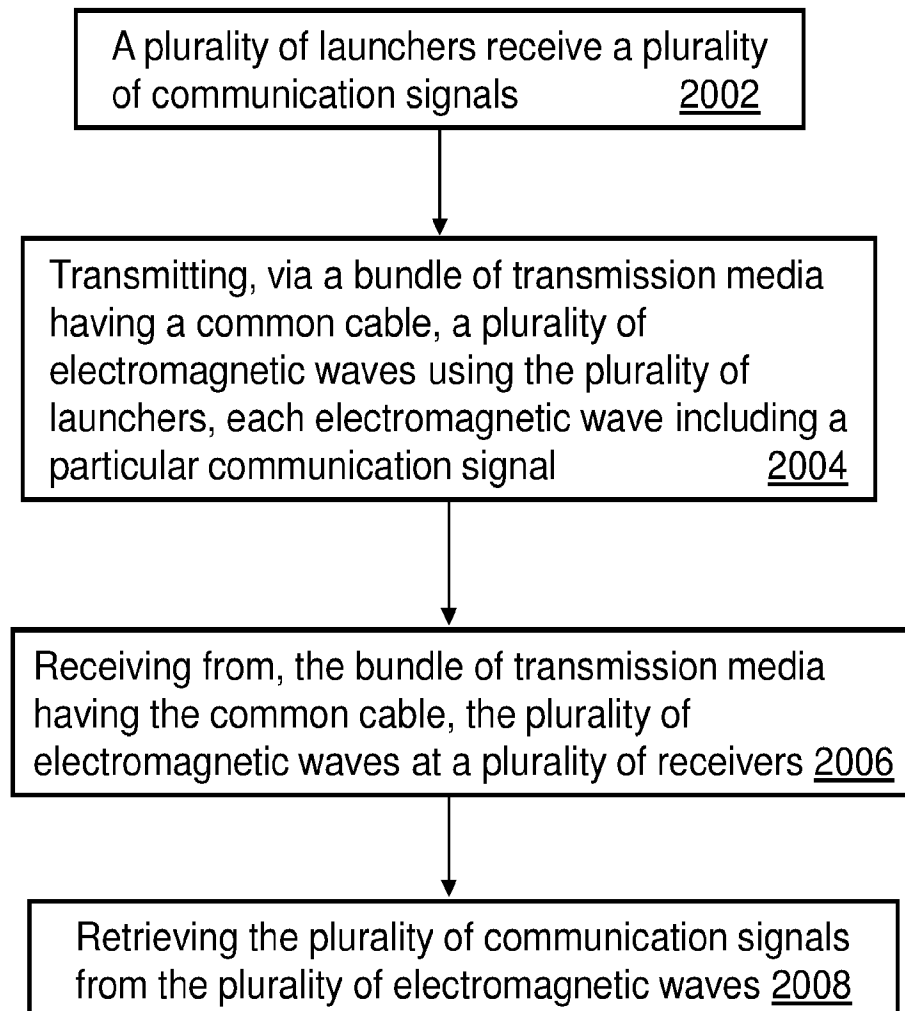 A plurality of launchers receive a plurality
of communication signals 2002
Transmitting, via a bundle of transmission media
having a common cable, a plurality of
electromagnetic waves using the plurality of
launchers, each electromagnetic wave including a
particular communication signal 2004
Receiving from, the bundle of transmission media
having the common cable, the plurality of
electromagnetic waves at a plurality of receivers 2006
Retrieving the plurality of communication signals
from the plurality of electromagnetic waves 2008